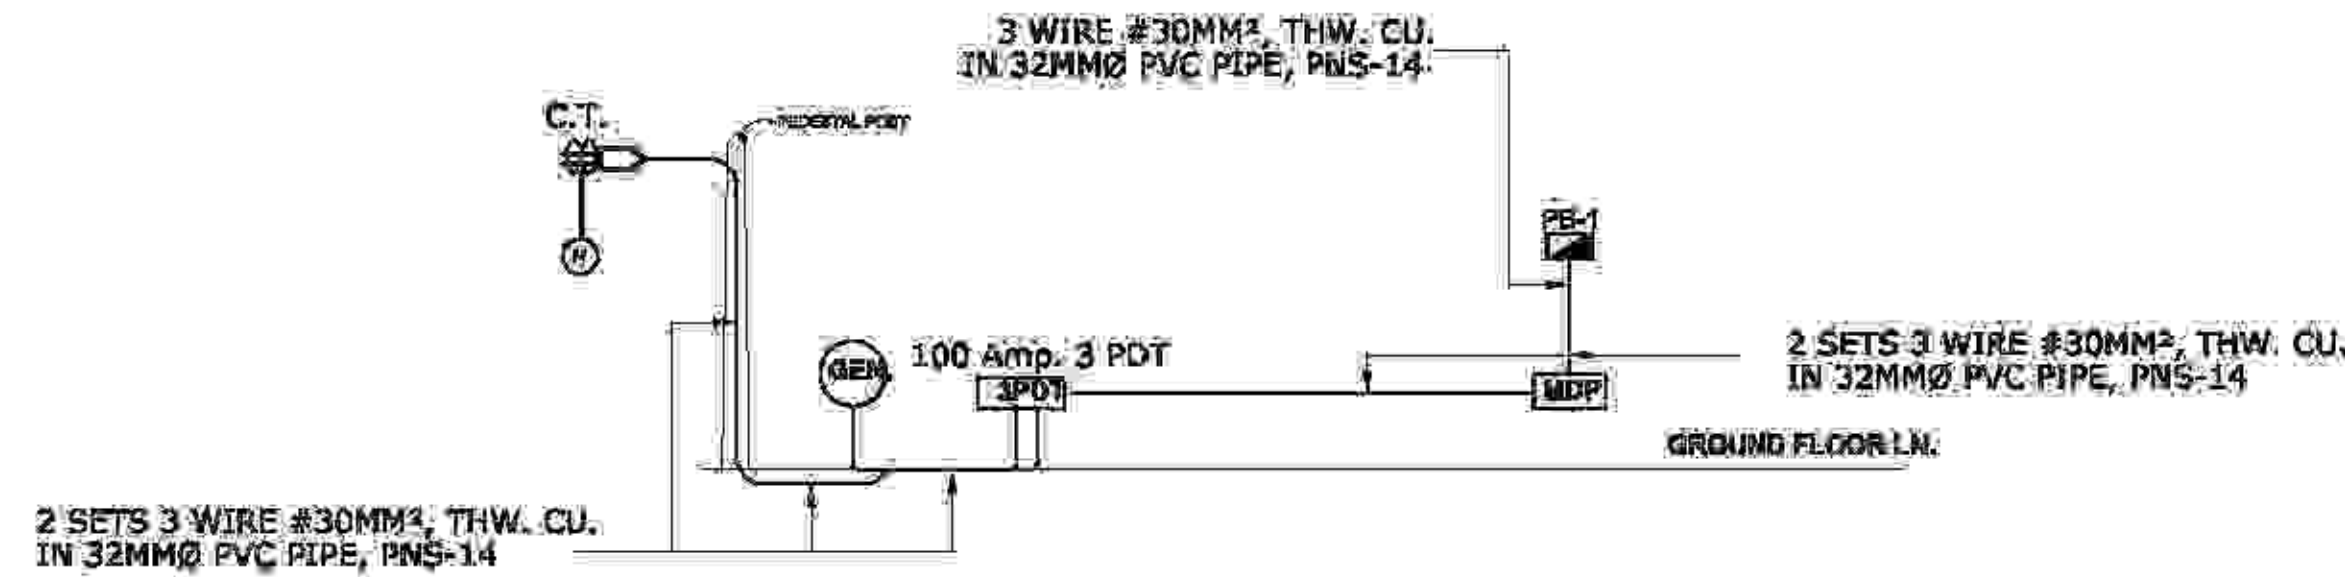 3 WIRE #30MM², THW. CU.
IN 32MMØ PVC PIPE, PNS-14
C.T.
PEDESTAL POST
M
PB-1
GEN.
100 Amp. 3 PDT
3PDT
MDP
2 SETS 3 WIRE #30MM², THW. CU.
IN 32MMØ PVC PIPE, PNS-14
GROUND FLOOR LN.
2 SETS 3 WIRE #30MM², THW. CU.
IN 32MMØ PVC PIPE, PNS-14